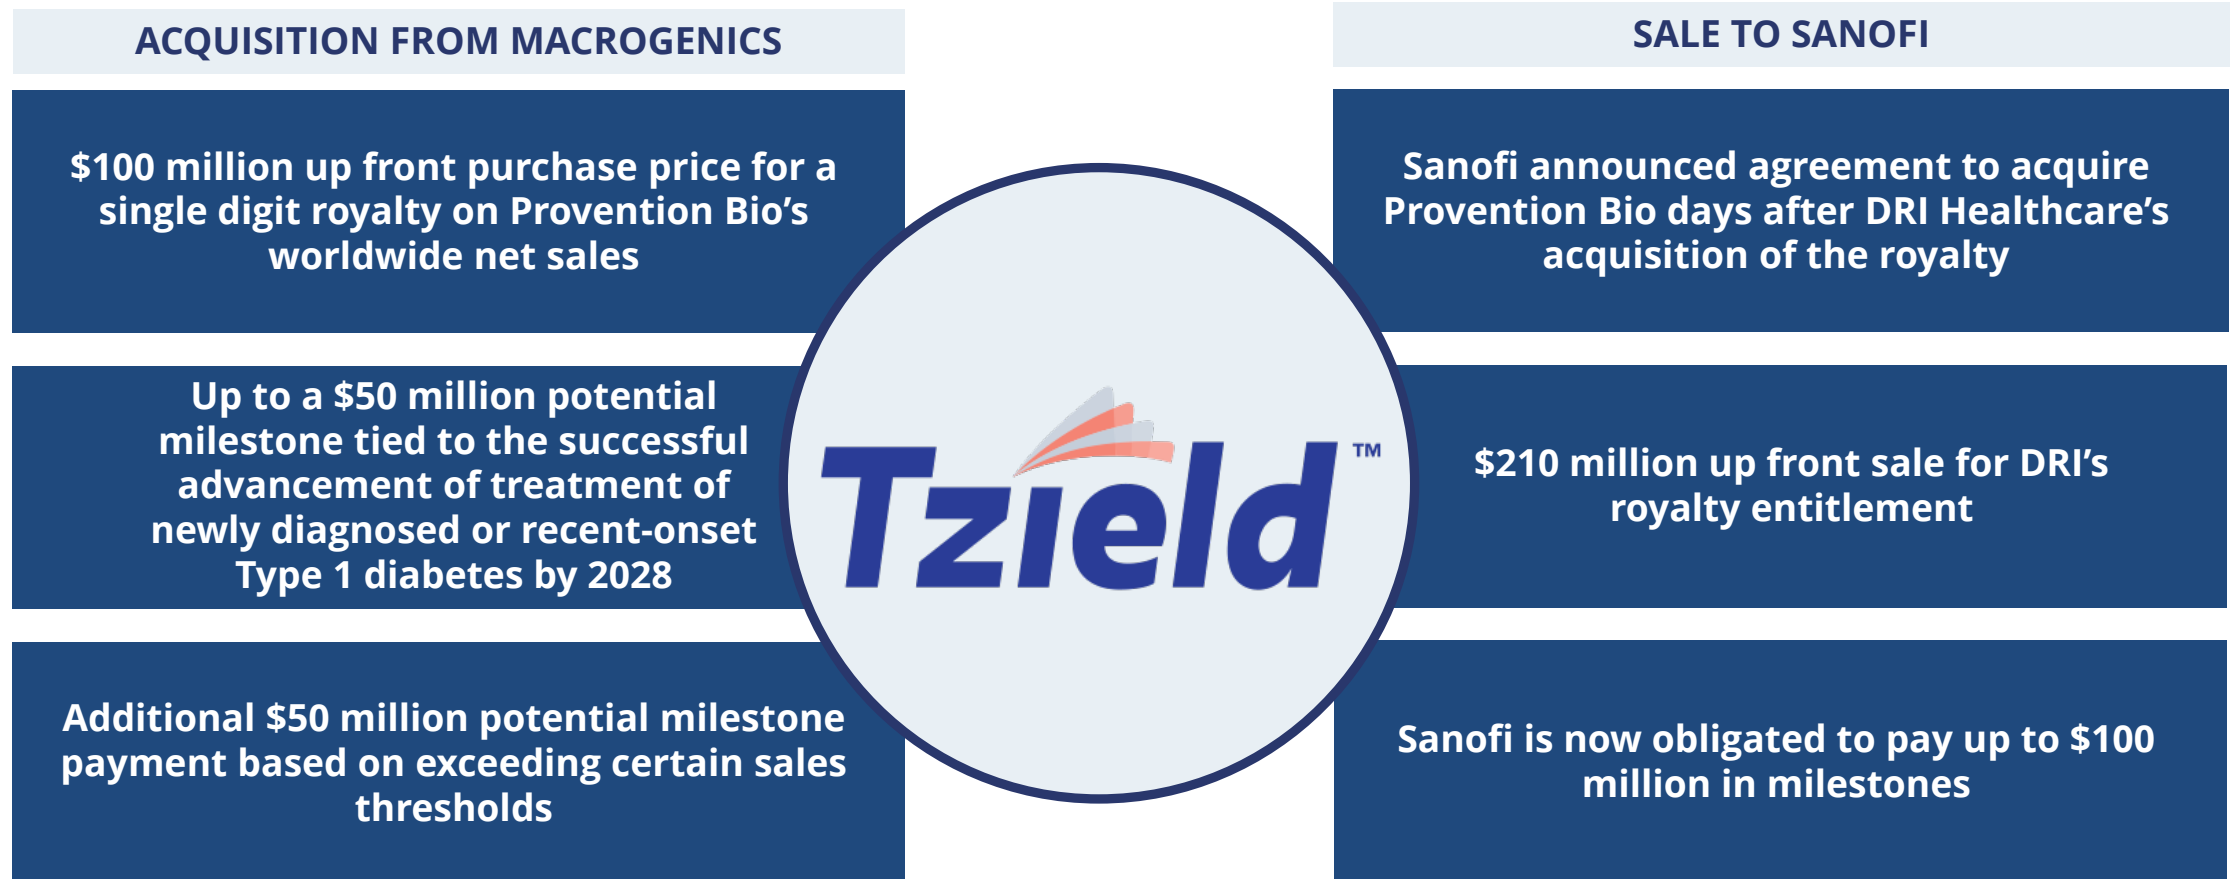 ACQUISITION FROM MACROGENICS
$100 million up front purchase price for a
single digit royalty on Provention Bio’s
worldwide net sales
Up to a $50 million potential
milestone tied to the successful
advancement of treatment of
newly diagnosed or recent-onset
Type 1 diabetes by 2028
Additional $50 million potential milestone
payment based on exceeding certain sales
thresholds
Tzield™
SALE TO SANOFI
Sanofi announced agreement to acquire
Provention Bio days after DRI Healthcare’s
acquisition of the royalty
$210 million up front sale for DRI’s
royalty entitlement
Sanofi is now obligated to pay up to $100
million in milestones